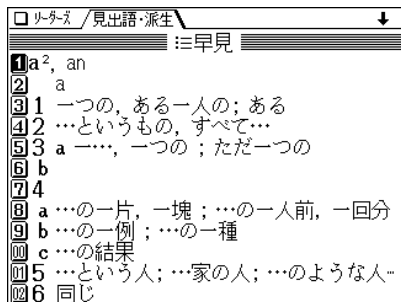 リーダーズ 見出語・派生
早見
1 a², an
2 a
3 1 一つの, ある一人の; ある
4 2 …というもの, すべて…
5 3 a 一…, 一つの ; ただ一つの
6 b
7 4
8 a …の一片, 一塊 ; …の一人前, 一回分
9 b …の一例 ; …の一種
00 c …の結果
01 5 …という人; …家の人; …のような人…
02 6 同じ